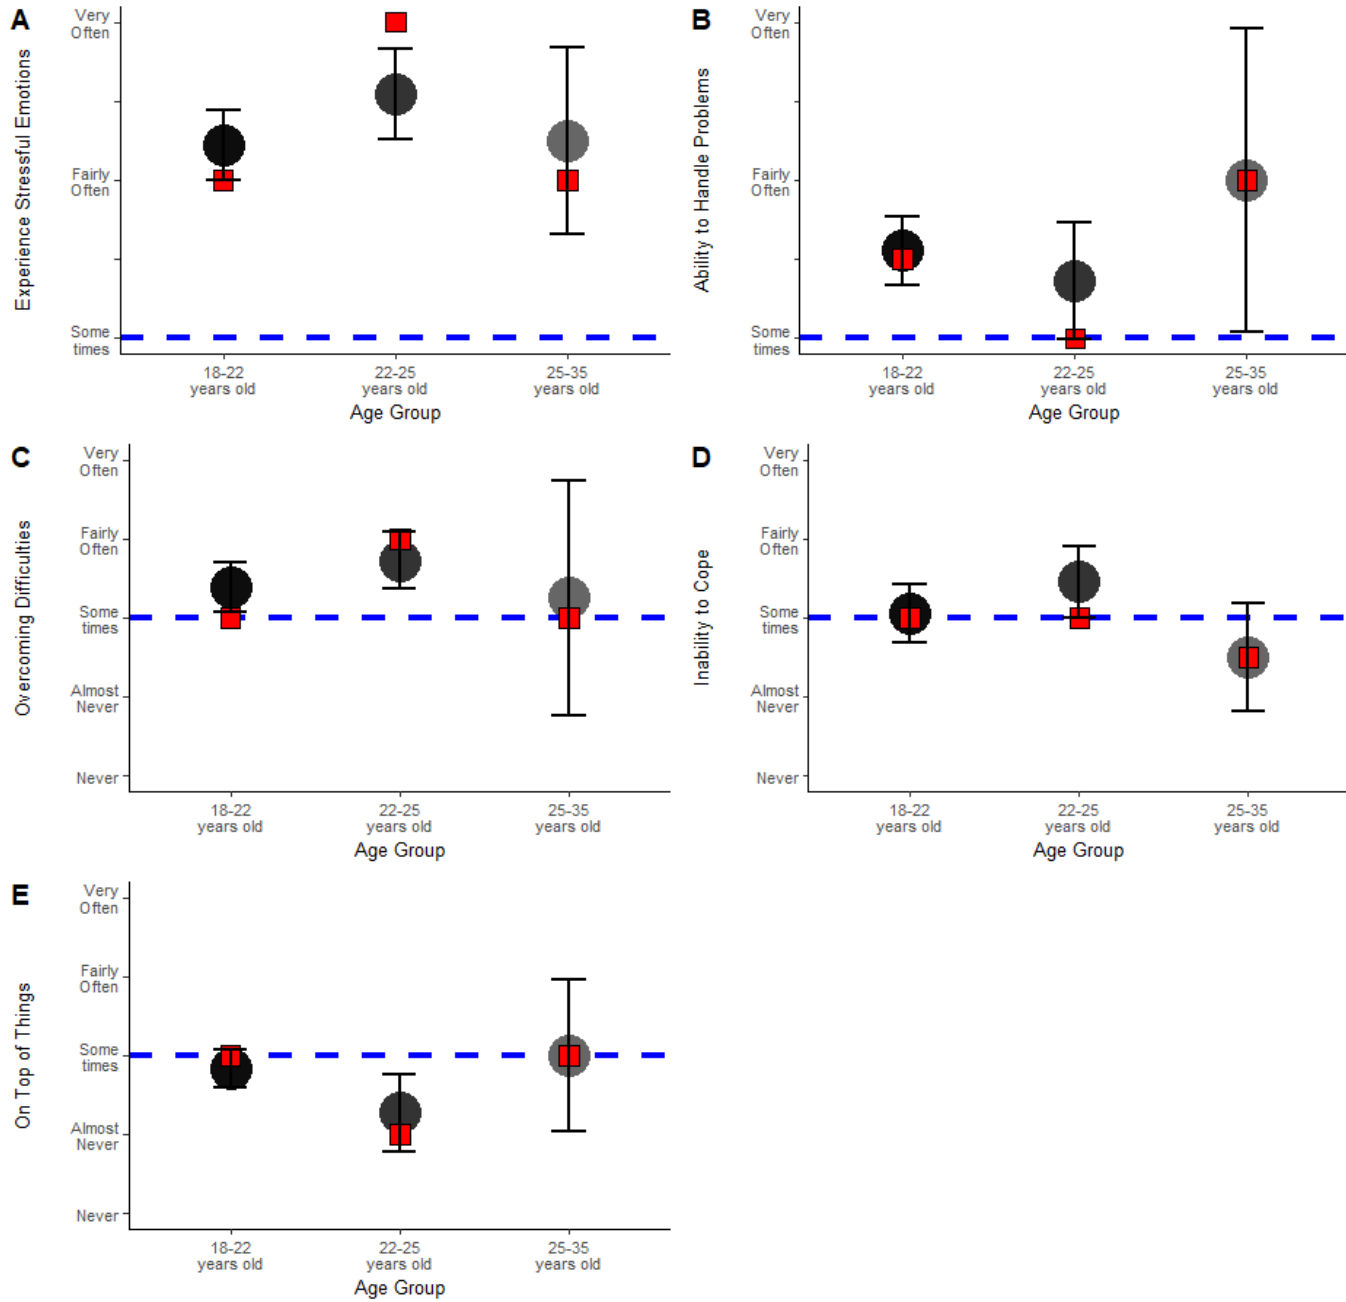 A
Experience Stressful Emotions
Very
Often
Fairly
Often
Some
times
18-22
years old
22-25
years old
25-35
years old
Age Group
B
Ability to Handle Problems
Very
Often
Fairly
Often
Some
times
18-22
years old
22-25
years old
25-35
years old
Age Group
C
Overcoming Difficulties
Very
Often
Fairly
Often
Some
times
Almost
Never
Never
18-22
years old
22-25
years old
25-35
years old
Age Group
D
Inability to Cope
Very
Often
Fairly
Often
Some
times
Almost
Never
Never
18-22
years old
22-25
years old
25-35
years old
Age Group
E
On Top of Things
Very
Often
Fairly
Often
Some
times
Almost
Never
Never
18-22
years old
22-25
years old
25-35
years old
Age Group